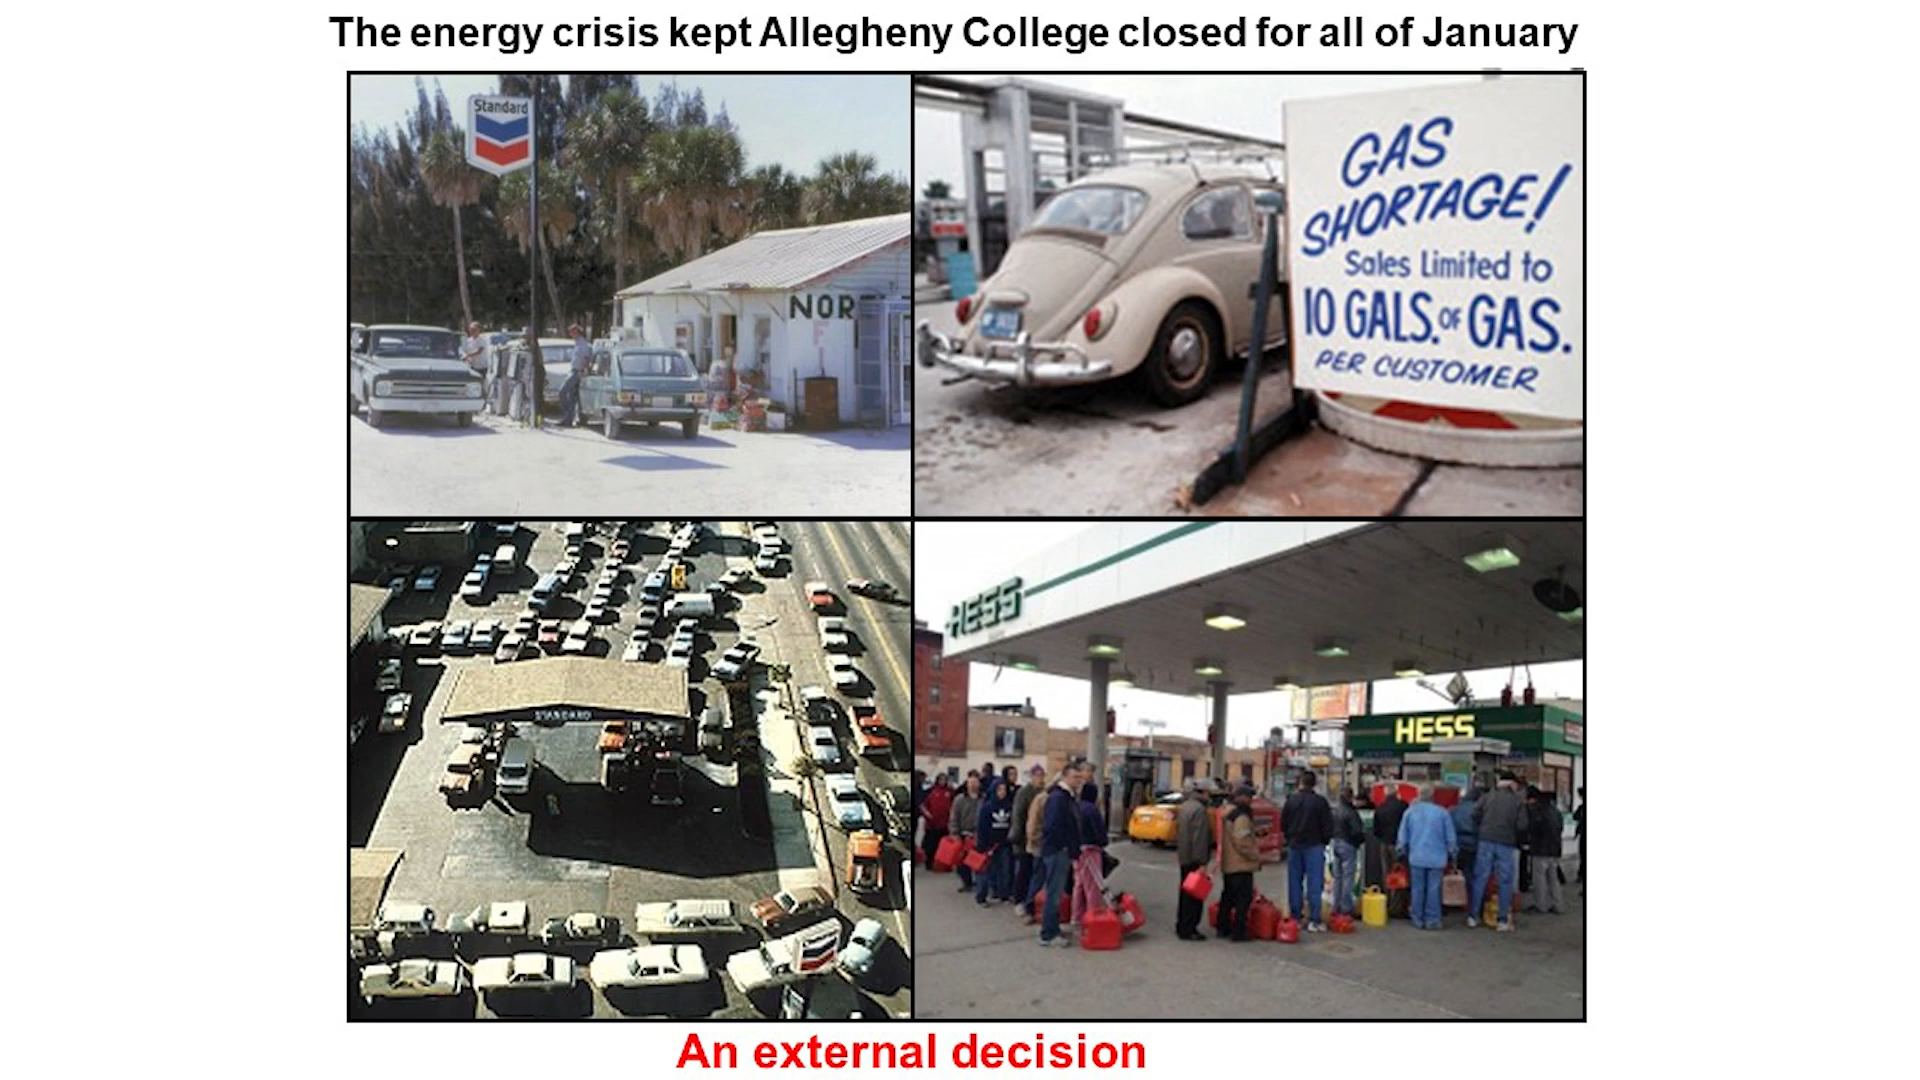 The energy crisis kept Allegheny College closed for all of January
Standard
NOR
GAS
SHORTAGE!
Sales Limited to
10 GALS. OF GAS.
PER CUSTOMER
STANDARD
HESS
HESS
An external decision